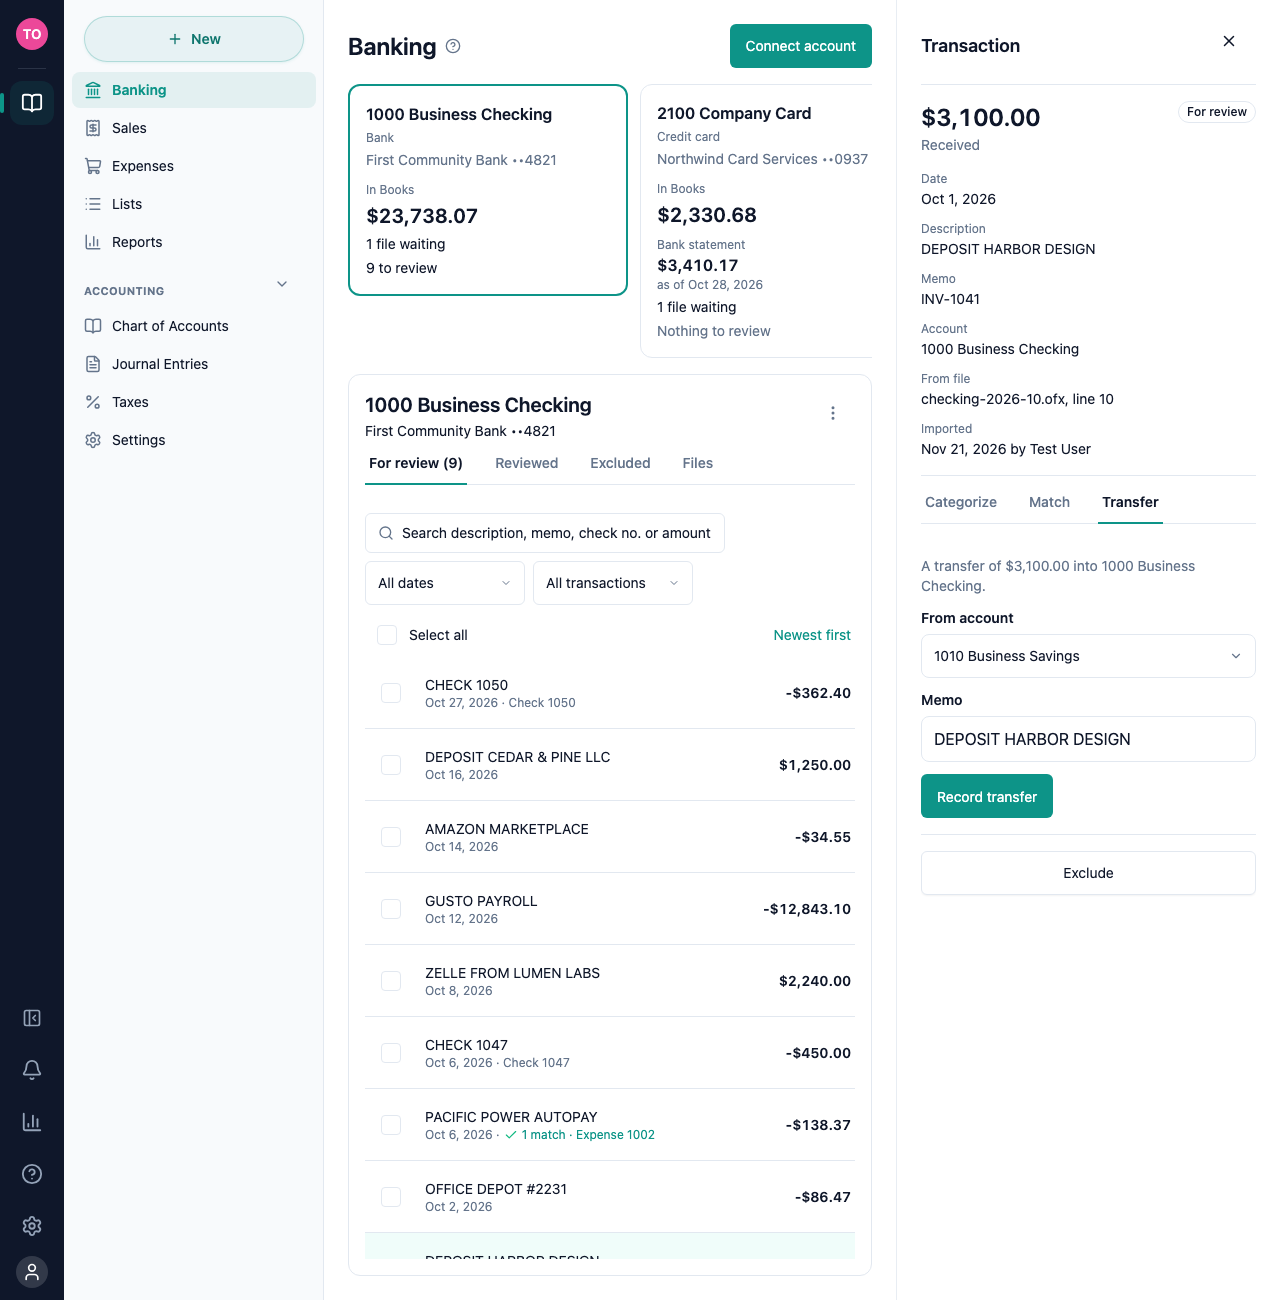 TO
New
Banking
Sales
Expenses
Lists
Reports
ACCOUNTING
Chart of Accounts
Journal Entries
Taxes
Settings
Banking
Connect account
1000 Business Checking
Bank
First Community Bank ••4821
In Books
$23,738.07
1 file waiting
9 to review
2100 Company Card
Credit card
Northwind Card Services ••0937
In Books
$2,330.68
Bank statement
$3,410.17
as of Oct 28, 2026
1 file waiting
Nothing to review
1000 Business Checking
First Community Bank ••4821
For review (9) Reviewed Excluded Files
Search description, memo, check no. or amount
All dates All transactions
Select all Newest first
CHECK 1050
Oct 27, 2026 · Check 1050
-$362.40
DEPOSIT CEDAR & PINE LLC
Oct 16, 2026
$1,250.00
AMAZON MARKETPLACE
Oct 14, 2026
-$34.55
GUSTO PAYROLL
Oct 12, 2026
-$12,843.10
ZELLE FROM LUMEN LABS
Oct 8, 2026
$2,240.00
CHECK 1047
Oct 6, 2026 · Check 1047
-$450.00
PACIFIC POWER AUTOPAY
Oct 6, 2026 · 1 match · Expense 1002
-$138.37
OFFICE DEPOT #2231
Oct 2, 2026
-$86.47
DEPOSIT HARBOR DESIGN
Transaction
$3,100.00
For review
Received
Date
Oct 1, 2026
Description
DEPOSIT HARBOR DESIGN
Memo
INV-1041
Account
1000 Business Checking
From file
checking-2026-10.ofx, line 10
Imported
Nov 21, 2026 by Test User
Categorize Match Transfer
A transfer of $3,100.00 into 1000 Business
Checking.
From account
1010 Business Savings
Memo
DEPOSIT HARBOR DESIGN
Record transfer
Exclude